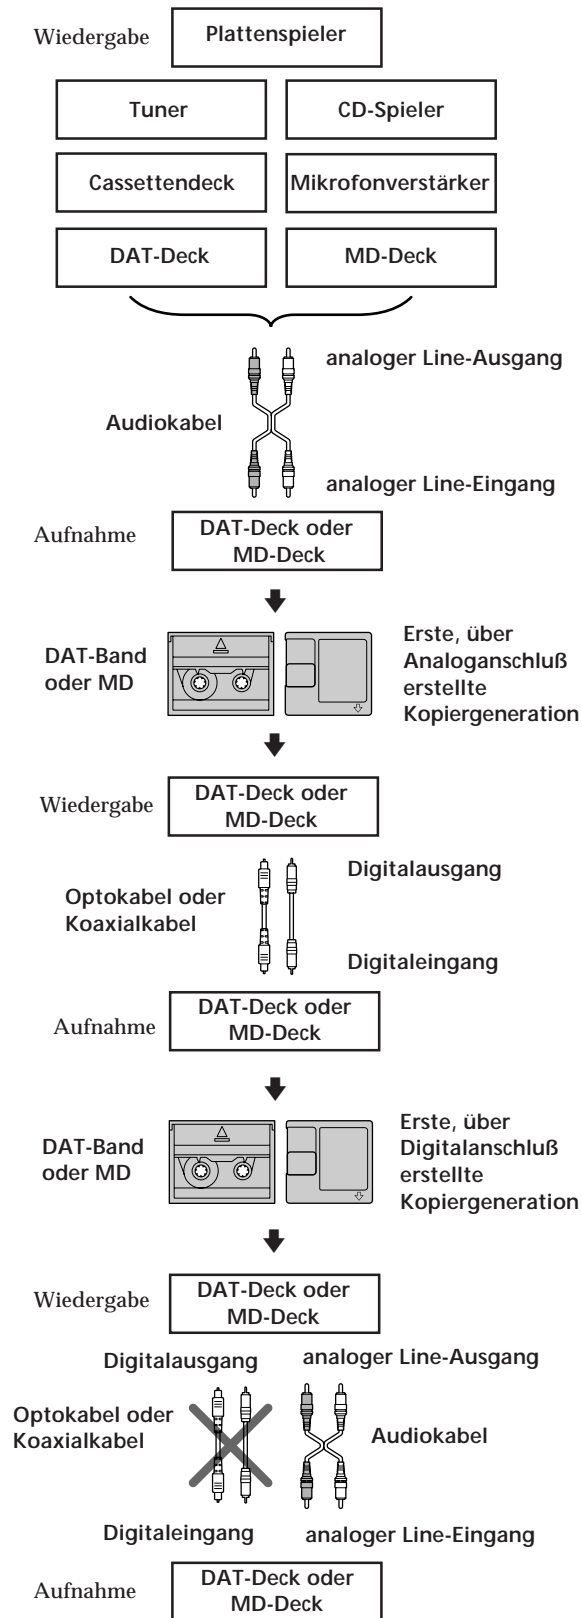 Wiedergabe
Plattenspieler
Tuner
CD-Spieler
Cassettendeck
Mikrofonverstärker
DAT-Deck
MD-Deck
analoger Line-Ausgang
Audiokabel
analoger Line-Eingang
Aufnahme
DAT-Deck oder
MD-Deck
DAT-Band
oder MD
Erste, über
Analoganschluß
erstellte
Kopiergeneration
Wiedergabe
DAT-Deck oder
MD-Deck
Digitalausgang
Optokabel oder
Koaxialkabel
Digitaleingang
Aufnahme
DAT-Deck oder
MD-Deck
DAT-Band
oder MD
Erste, über
Digitalanschluß
erstellte
Kopiergeneration
Wiedergabe
DAT-Deck oder
MD-Deck
Digitalausgang
analoger Line-Ausgang
Optokabel oder
Koaxialkabel
Audiokabel
Digitaleingang
analoger Line-Eingang
Aufnahme
DAT-Deck oder
MD-Deck